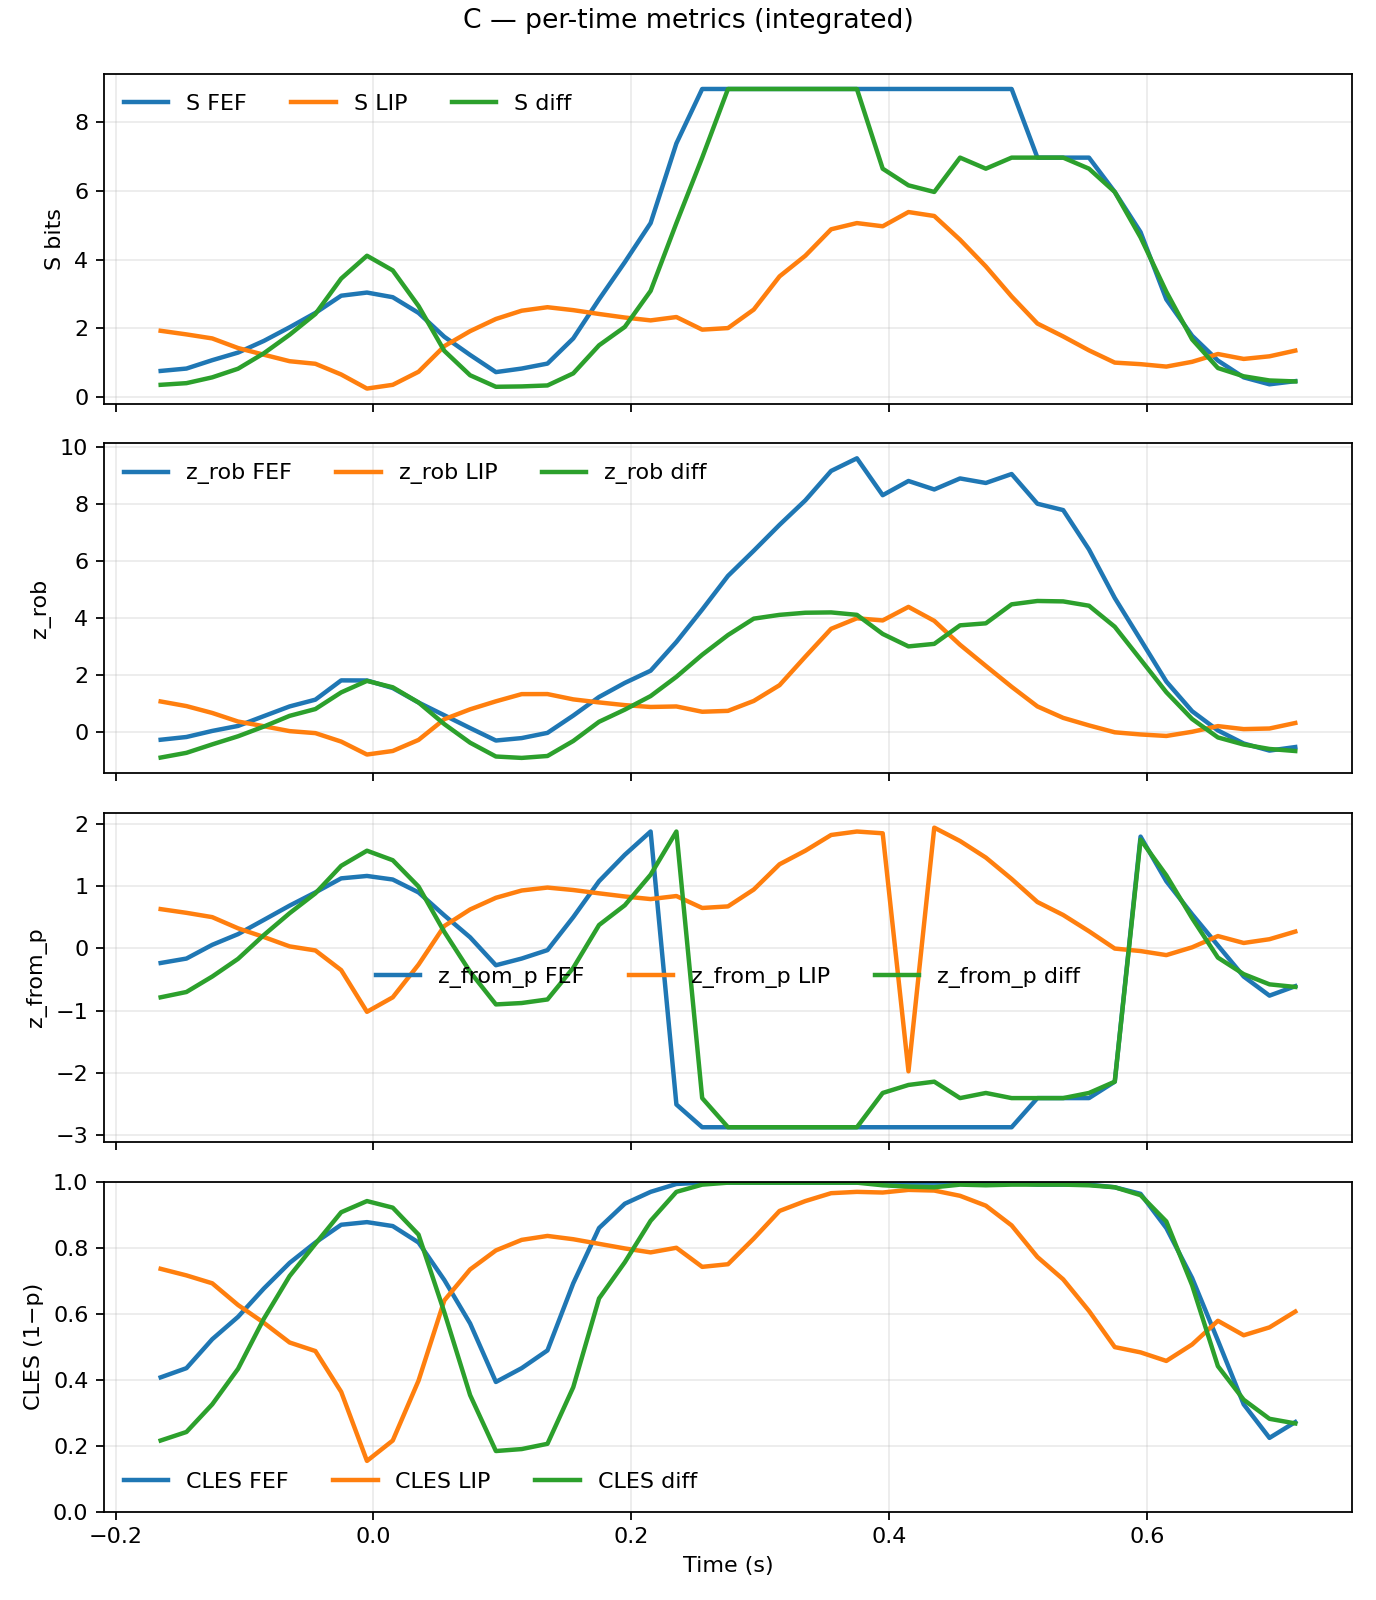 C — per-time metrics (integrated)
S FEF S LIP S diff
8
6
4
2
0
S bits
z_rob FEF z_rob LIP z_rob diff
10
8
6
4
2
0
z_rob
2
1
0
−1
−2
−3
z_from_p
z_from_p FEF z_from_p LIP z_from_p diff
1.0
0.8
0.6
0.4
0.2
0.0
CLES (1−p)
CLES FEF CLES LIP CLES diff
−0.2 0.0 0.2 0.4 0.6
Time (s)